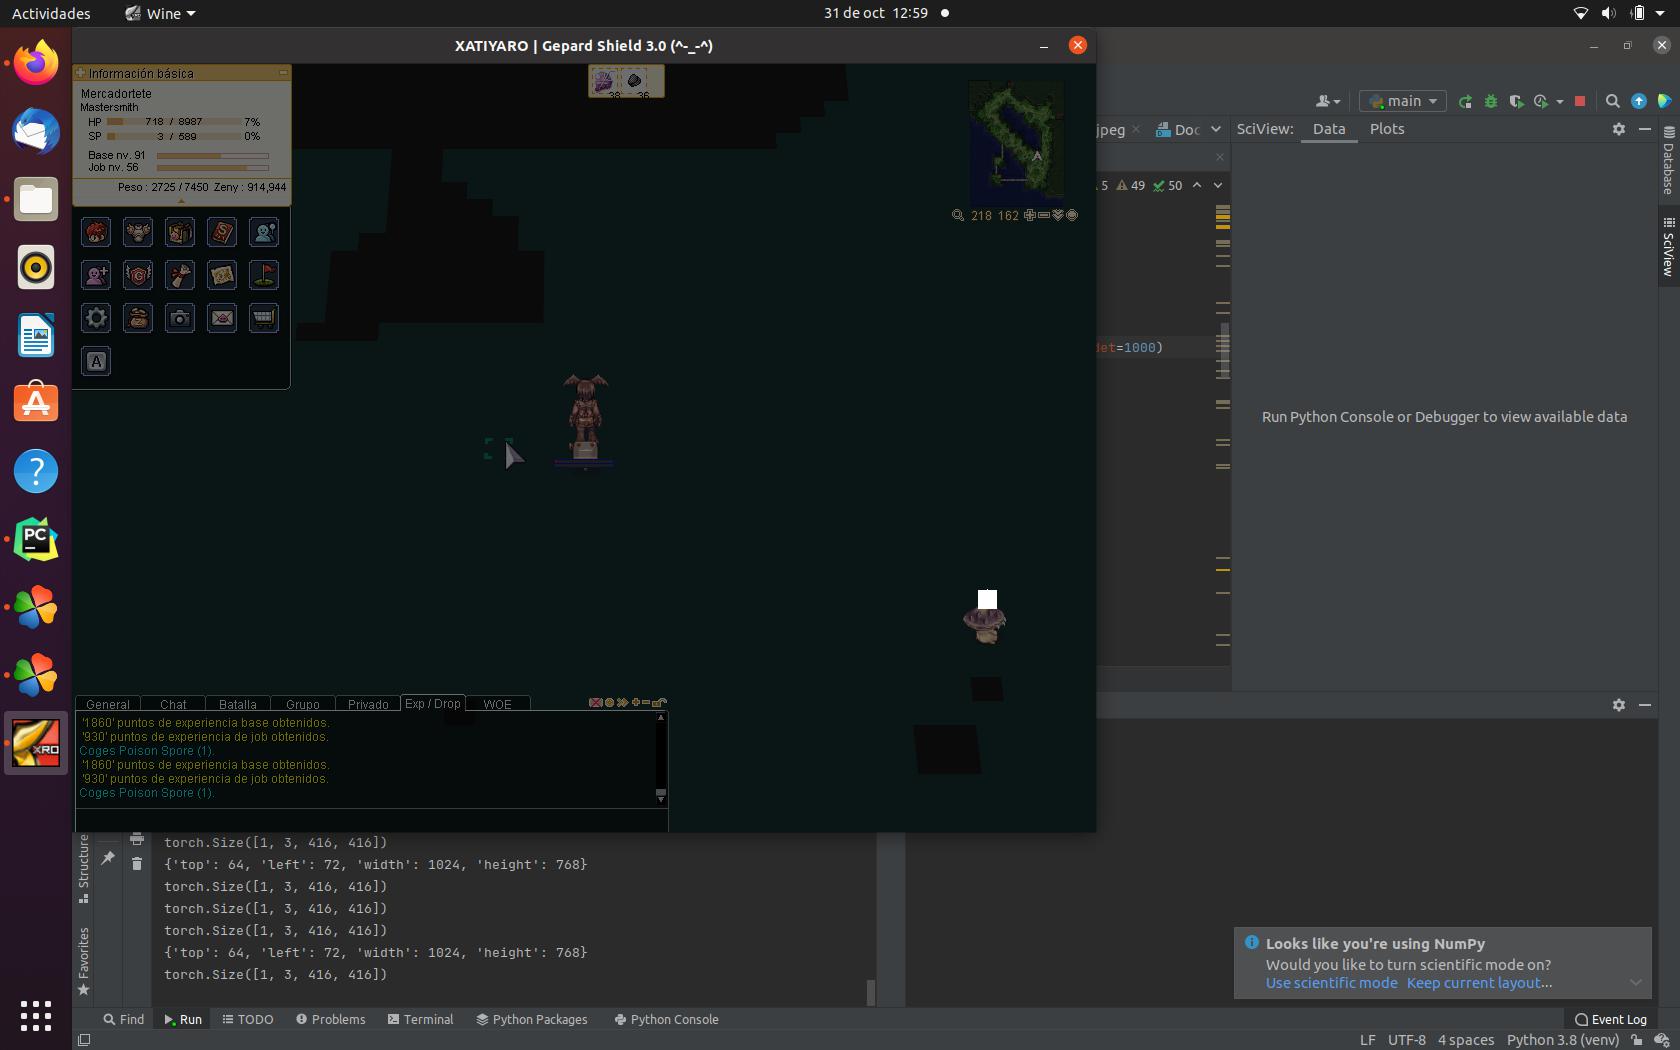 Actividades
Wine
31 de oct 12:59
XATIYARO | Gepard Shield 3.0 (^-_-^)
Información básica
Mercadortete
Mastersmith
HP 718 / 8987 7%
SP 3 / 589 0%
Base nv. 91
Job nv. 56
Peso : 2725 / 7450 Zeny : 914,944
38 36
218 162
A
main
jpeg
Doc
SciView: Data Plots
5 49 50
det=1000)
Database
SciView
Run Python Console or Debugger to view available data
PC
XRO
General Chat Batalla Grupo Privado Exp / Drop WOE
'1860' puntos de experiencia base obtenidos.
'930' puntos de experiencia de job obtenidos.
Coges Poison Spore (1).
'1860' puntos de experiencia base obtenidos.
'930' puntos de experiencia de job obtenidos.
Coges Poison Spore (1).
Structure
Favorites
torch.Size([1, 3, 416, 416])
{'top': 64, 'left': 72, 'width': 1024, 'height': 768}
torch.Size([1, 3, 416, 416])
torch.Size([1, 3, 416, 416])
torch.Size([1, 3, 416, 416])
{'top': 64, 'left': 72, 'width': 1024, 'height': 768}
torch.Size([1, 3, 416, 416])
Looks like you're using NumPy
Would you like to turn scientific mode on?
Use scientific mode Keep current layout...
Find Run TODO Problems Terminal Python Packages Python Console
Event Log
LF UTF-8 4 spaces Python 3.8 (venv)